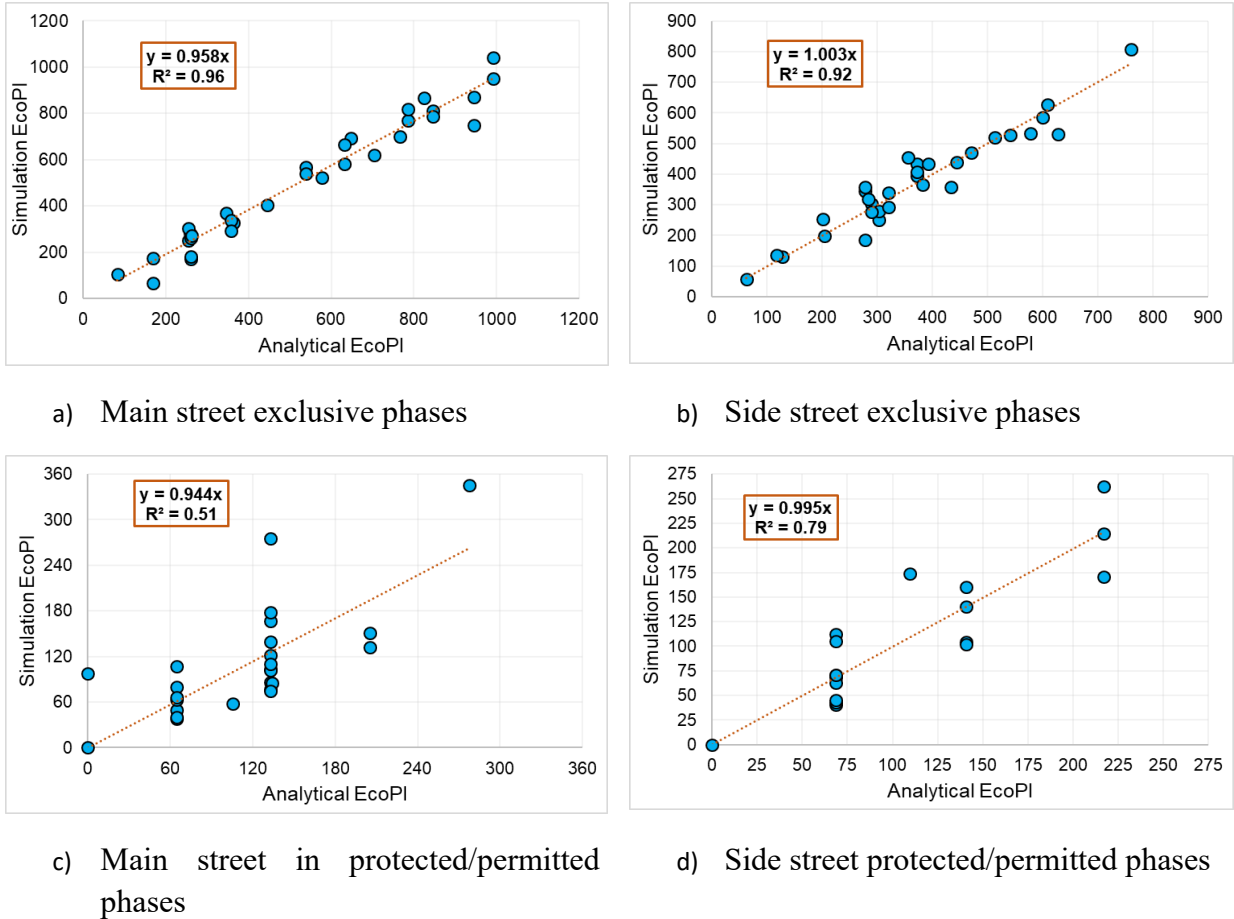 1200
1000
800
600
400
200
0
y = 0.958x
R² = 0.96
Simulation EcoPI
0 200 400 600 800 1000 1200
Analytical EcoPI
a) Main street exclusive phases
900
800
700
600
500
400
300
200
100
0
y = 1.003x
R² = 0.92
Simulation EcoPI
0 100 200 300 400 500 600 700 800 900
Analytical EcoPI
b) Side street exclusive phases
360
300
240
180
120
60
0
y = 0.944x
R² = 0.51
Simulation EcoPI
0 60 120 180 240 300 360
Analytical EcoPI
c) Main street in protected/permitted
phases
275
250
225
200
175
150
125
100
75
50
25
0
y = 0.995x
R² = 0.79
Simulation EcoPI
0 25 50 75 100 125 150 175 200 225 250 275
Analytical EcoPI
d) Side street protected/permitted phases